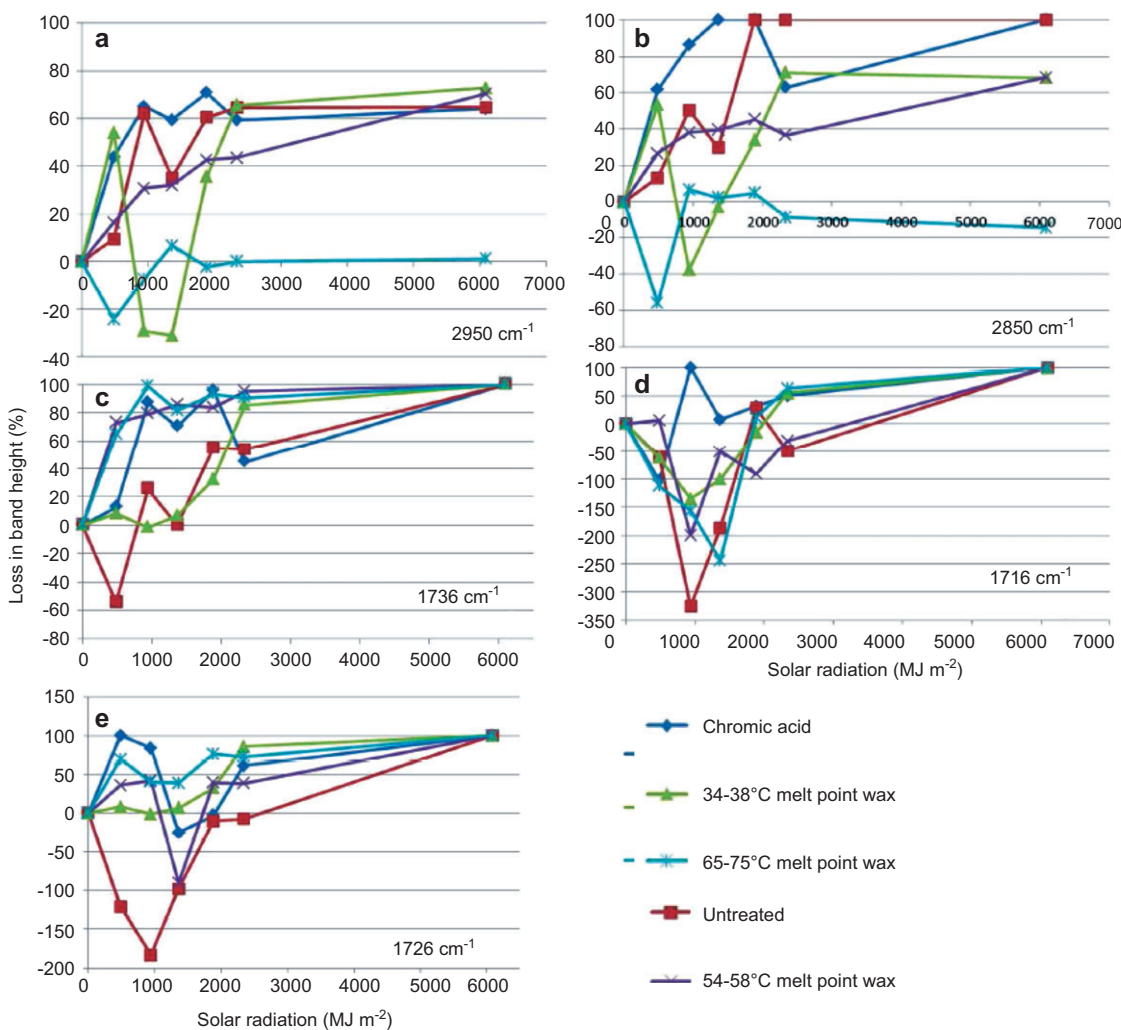 a
100
80
60
40
20
0
-20
-40
0 1000 2000 3000 4000 5000 6000 7000
2950 cm⁻¹
b
100
80
60
40
20
0
-20
-40
-60
-80
0 1000 2000 3000 4000 5000 6000 7000
2850 cm⁻¹
Loss in band height (%)
c
100
80
60
40
20
0
-20
-40
-60
-80
0 1000 2000 3000 4000 5000 6000
1736 cm⁻¹
d
100
50
0
-50
-100
-150
-200
-250
-300
-350
0 1000 2000 3000 4000 5000 6000 7000
1716 cm⁻¹
Solar radiation (MJ m⁻²)
e
150
100
50
0
-50
-100
-150
-200
0 1000 2000 3000 4000 5000 6000
1726 cm⁻¹
Solar radiation (MJ m⁻²)
Chromic acid
34-38°C melt point wax
65-75°C melt point wax
Untreated
54-58°C melt point wax